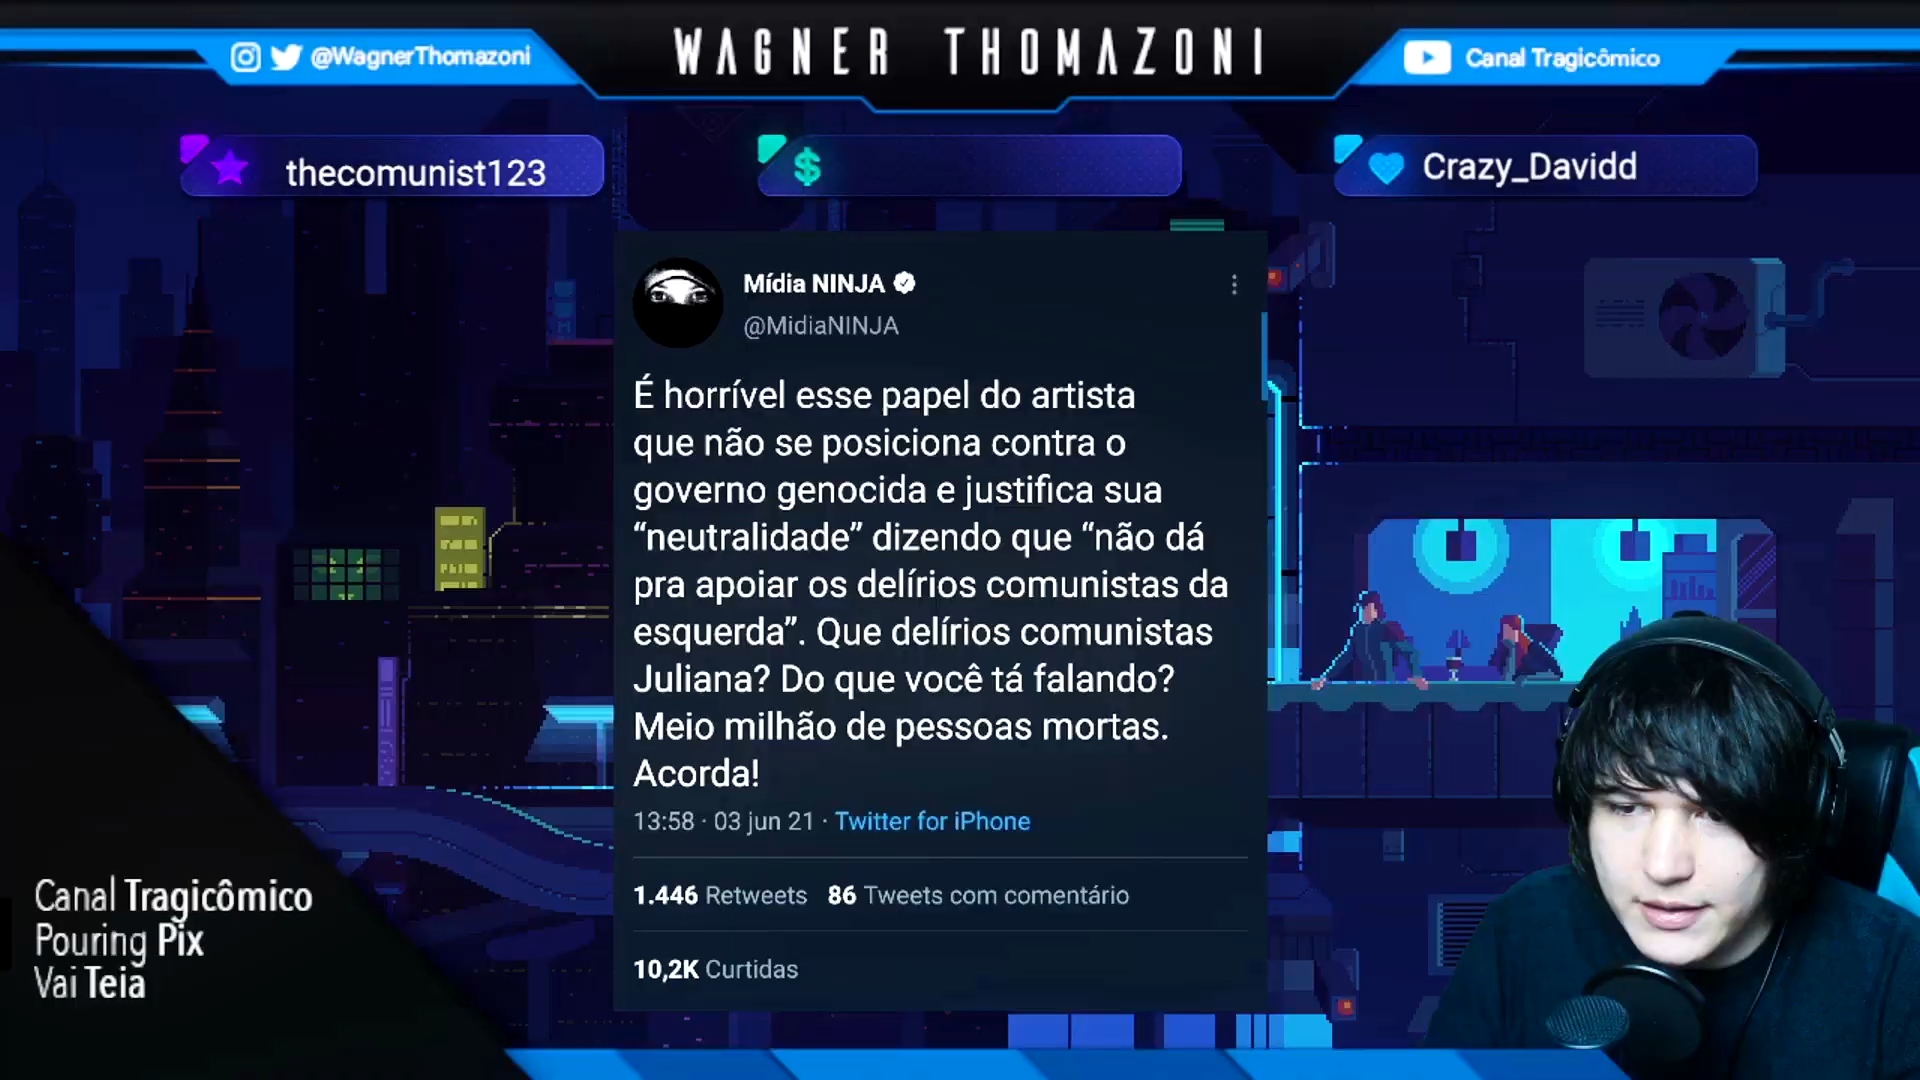 @WagnerThomazoni
WAGNER THOMAZONI
Canal Tragicômico
thecomunist123
$
Crazy_Davidd
Mídia NINJA
@MidiaNINJA
É horrível esse papel do artista
que não se posiciona contra o
governo genocida e justifica sua
“neutralidade” dizendo que “não dá
pra apoiar os delírios comunistas da
esquerda”. Que delírios comunistas
Juliana? Do que você tá falando?
Meio milhão de pessoas mortas.
Acorda!
13:58 · 03 jun 21 · Twitter for iPhone
1.446 Retweets 86 Tweets com comentário
10,2K Curtidas
Canal Tragicômico
Pouring Pix
Vai Teia